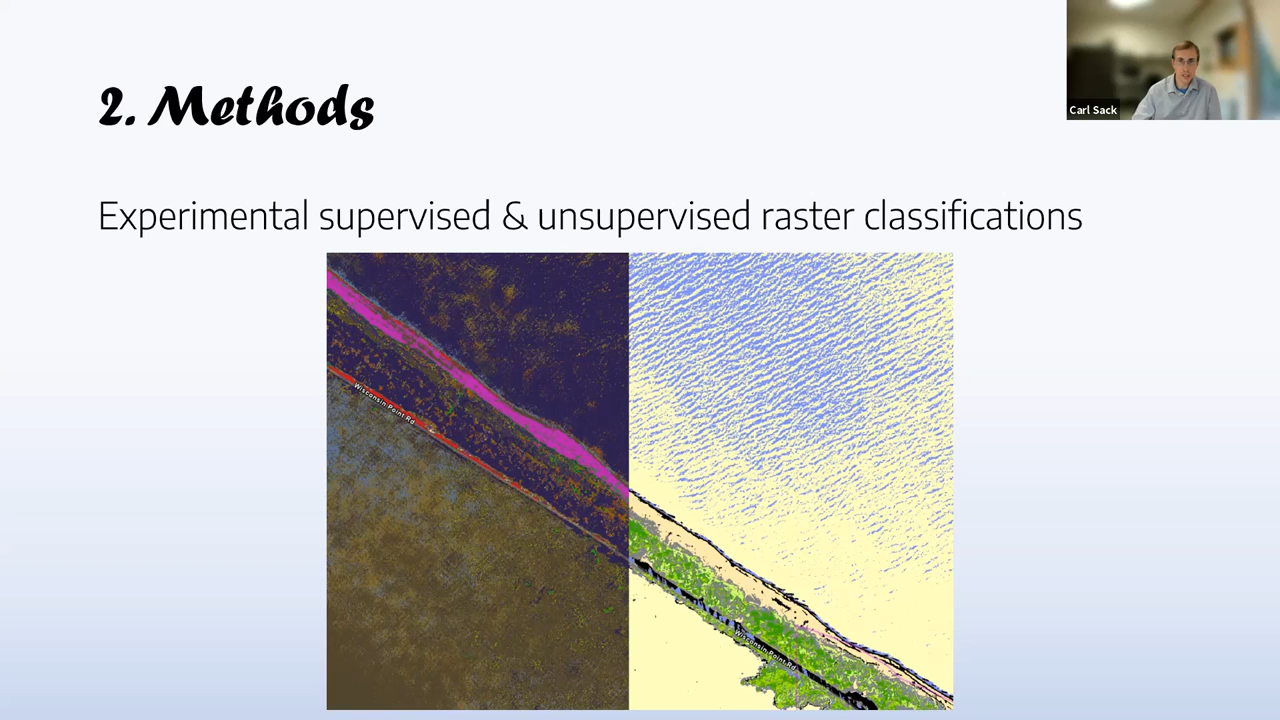 2. Methods
Carl Sack
Experimental supervised & unsupervised raster classifications
Wisconsin Point Rd
Wisconsin Point Rd